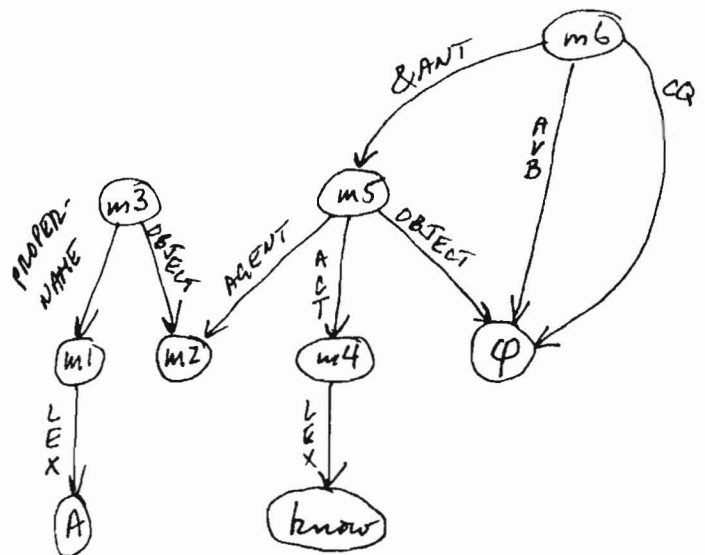 m6
&ANT
CQ
AVB
m3
m5
PROPER-
NAME
OBJECT
AGENT
ACT
OBJECT
m1
m2
m4
φ
LEX
LEX
A
know